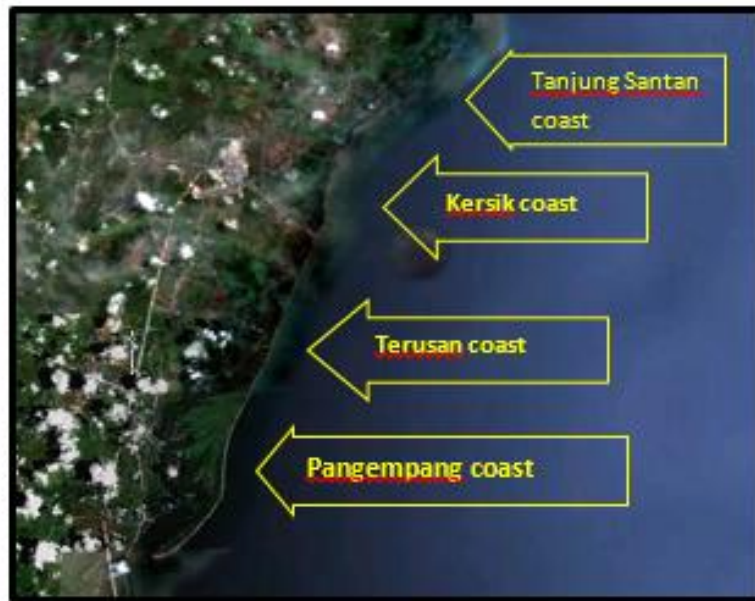 Tanjung Santan
coast
Kersik coast
Terusan coast
Pangempang coast